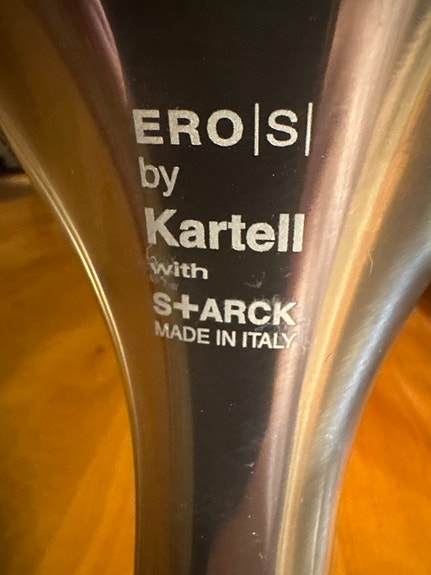 ERO|S|
by
Kartell
with
S+ARCK
MADE IN ITALY